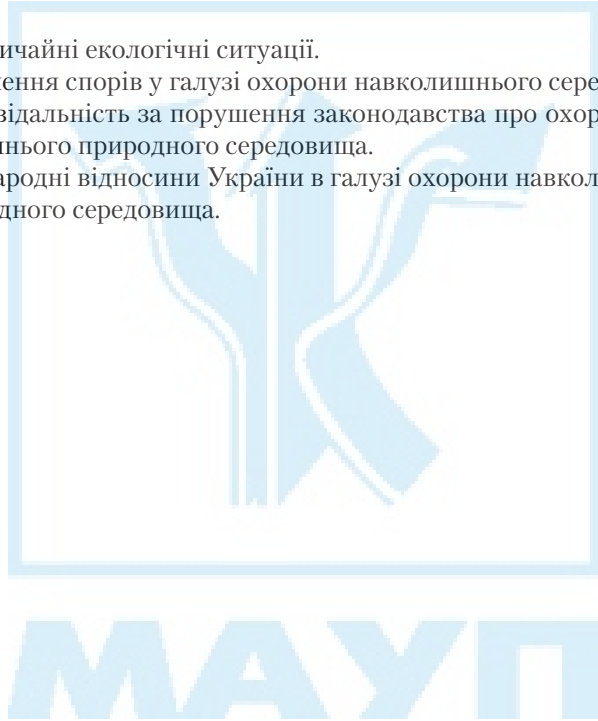 ичайні екологічні ситуації.
ення спорів у галузі охорони навколишнього сере
відальність за порушення законодавства про охор
нього природного середовища.
ародні відносини України в галузі охорони навкол
дного середовища.
МАУП